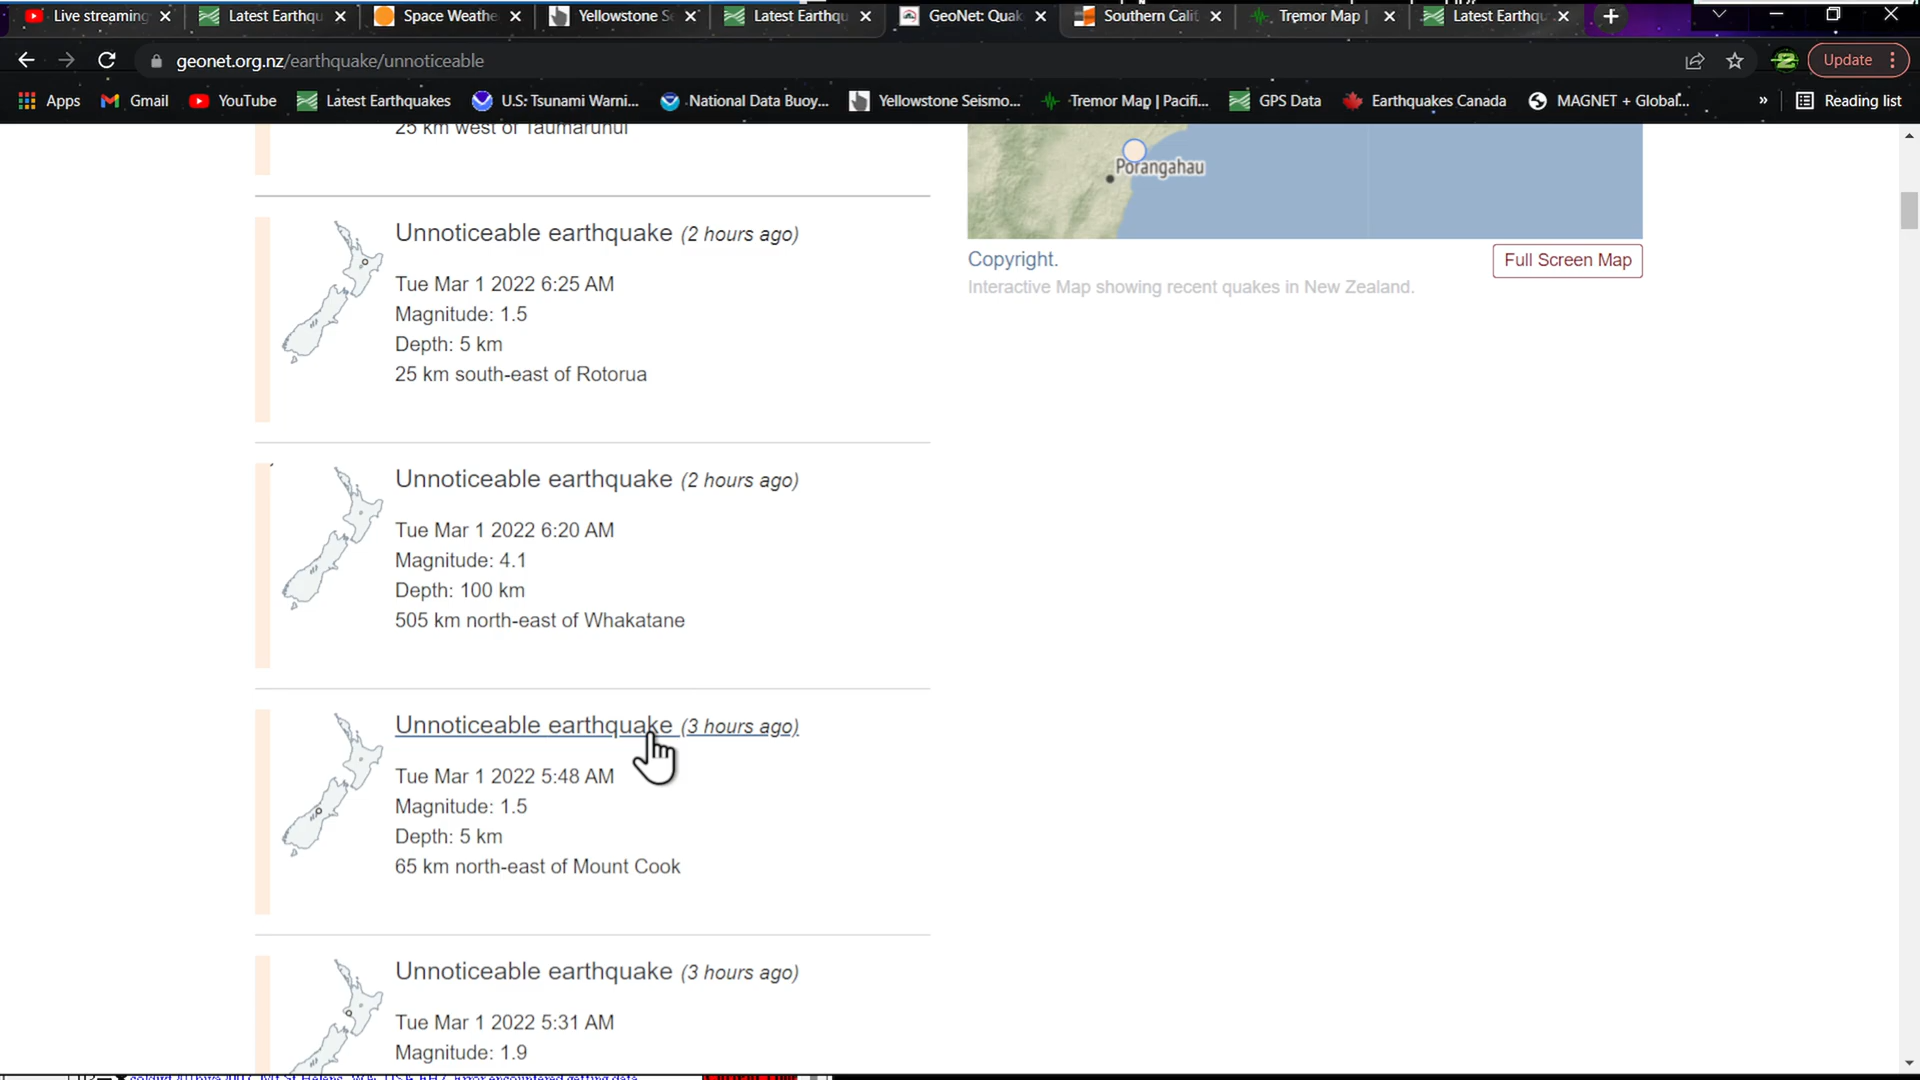 Live streaming
Latest Earthqu
Space Weathe
Yellowstone Se
Latest Earthqu
GeoNet: Quak
Southern Calif
Tremor Map |
Latest Earthqu
geonet.org.nz/earthquake/unnoticeable
Update
Apps
Gmail
YouTube
Latest Earthquakes
U.S. Tsunami Warni...
National Data Buoy...
Yellowstone Seismo...
Tremor Map | Pacifi...
GPS Data
Earthquakes Canada
MAGNET + Global...
»
Reading list
25 km west of Taumarunui
Unnoticeable earthquake (2 hours ago)
Tue Mar 1 2022 6:25 AM
Magnitude: 1.5
Depth: 5 km
25 km south-east of Rotorua
Unnoticeable earthquake (2 hours ago)
Tue Mar 1 2022 6:20 AM
Magnitude: 4.1
Depth: 100 km
505 km north-east of Whakatane
Unnoticeable earthquake (3 hours ago)
Tue Mar 1 2022 5:48 AM
Magnitude: 1.5
Depth: 5 km
65 km north-east of Mount Cook
Unnoticeable earthquake (3 hours ago)
Tue Mar 1 2022 5:31 AM
Magnitude: 1.9
Porangahau
Copyright.
Full Screen Map
Interactive Map showing recent quakes in New Zealand.